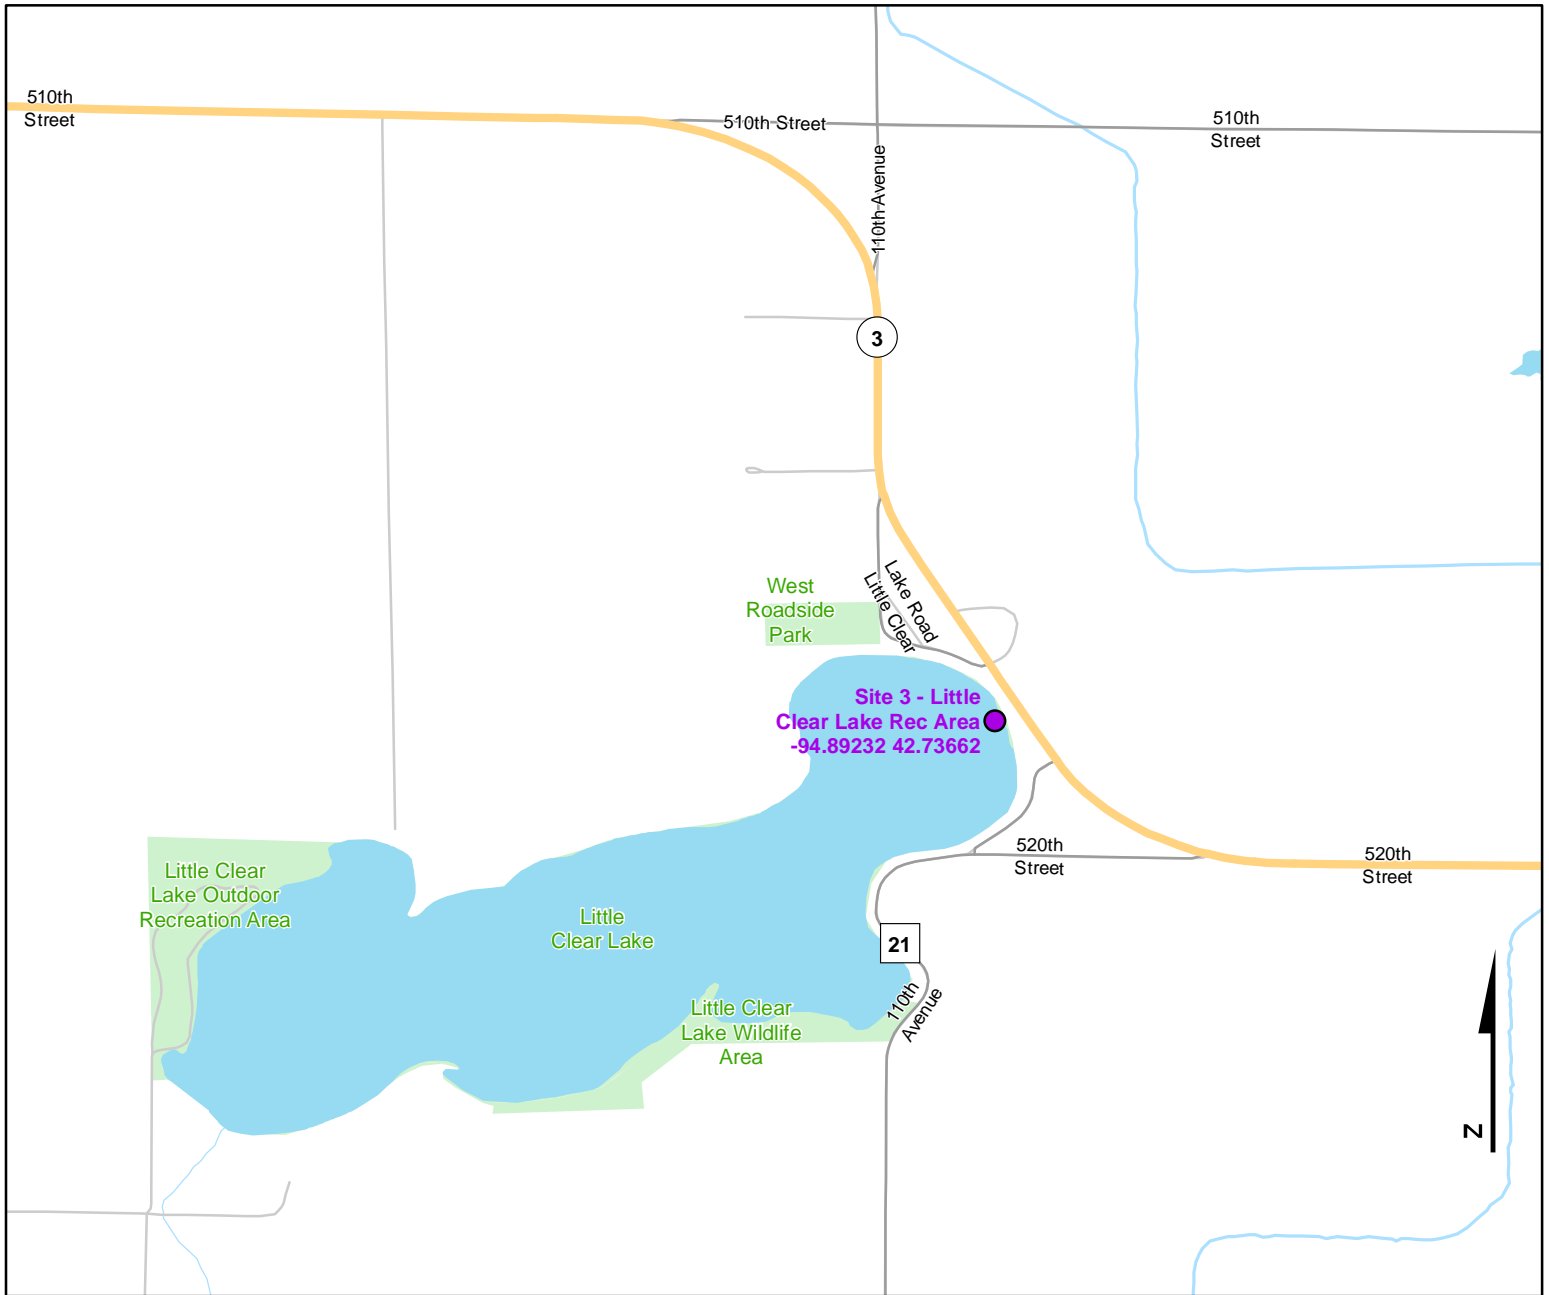 510th
Street
510th Street
510th
Street
110th Avenue
3
Lake Road
Little Clear
West
Roadside
Park
Site 3 - Little
Clear Lake Rec Area
-94.89232 42.73662
520th
Street
520th
Street
Little Clear
Lake Outdoor
Recreation Area
Little
Clear Lake
21
110th
Avenue
Little Clear
Lake Wildlife
Area
N